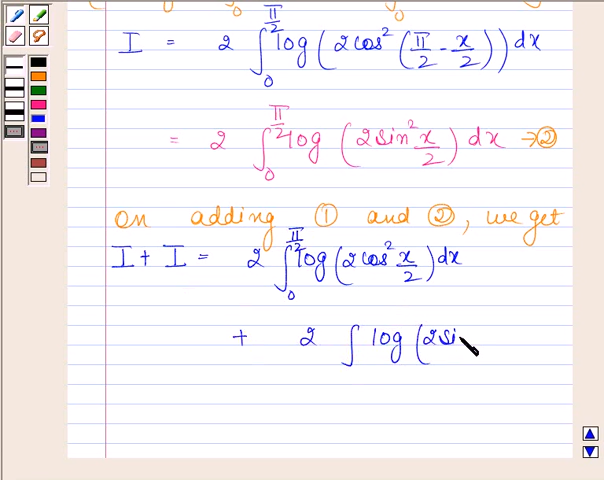 I = 2 ∫₀^(π/2) log (2cos² (π/2 - x/2)) dx
= 2 ∫₀^(π/2) log (2sin² x/2) dx → ②
On adding ① and ②, we get
I + I = 2 ∫₀^(π/2) log (2cos² x/2) dx
+ 2 ∫ log (2si